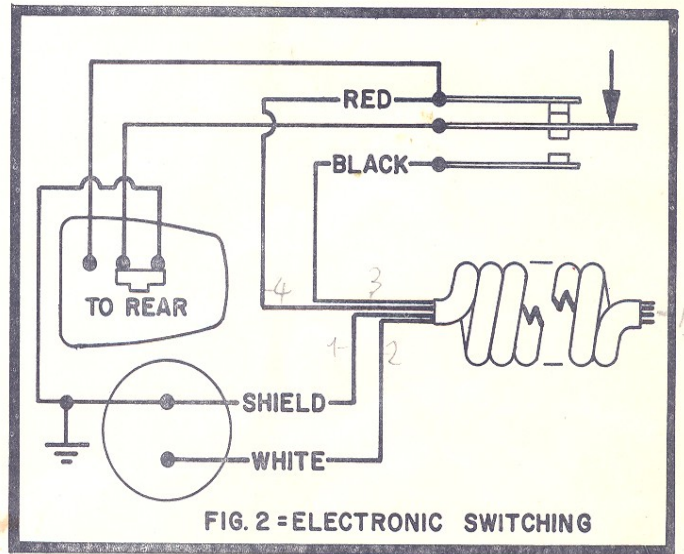 RED
BLACK
4
3
TO REAR
1
2
SHIELD
WHITE
FIG. 2 = ELECTRONIC SWITCHING